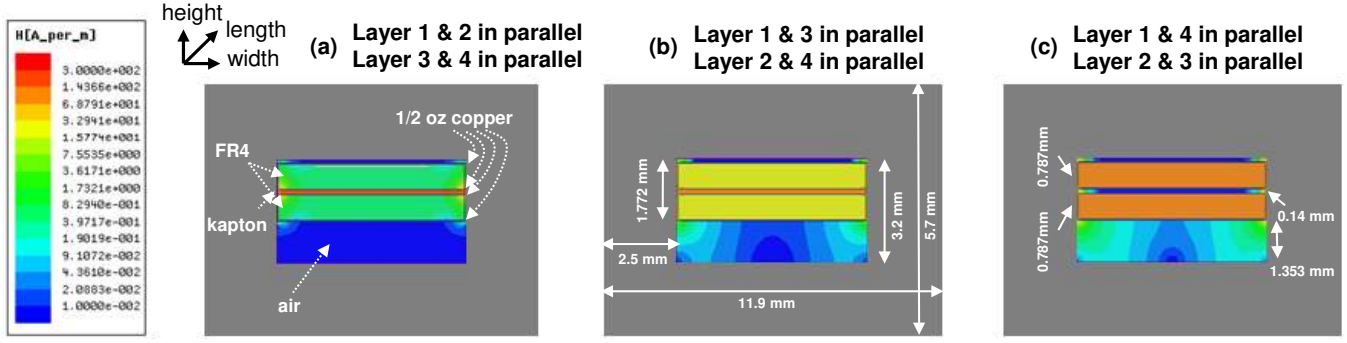 H[A_per_m]
3.0000e+002
1.4366e+002
6.8791e+001
3.2941e+001
1.5774e+001
7.5535e+000
3.6171e+000
1.7321e+000
8.2940e-001
3.9717e-001
1.9019e-001
9.1072e-002
4.3610e-002
2.0883e-002
1.0000e-002
height
length
width
(a) Layer 1 & 2 in parallel
Layer 3 & 4 in parallel
1/2 oz copper
FR4
kapton
air
(b) Layer 1 & 3 in parallel
Layer 2 & 4 in parallel
1.772 mm
3.2 mm
5.7 mm
2.5 mm
11.9 mm
(c) Layer 1 & 4 in parallel
Layer 2 & 3 in parallel
0.787mm
0.787mm
0.14 mm
1.353 mm